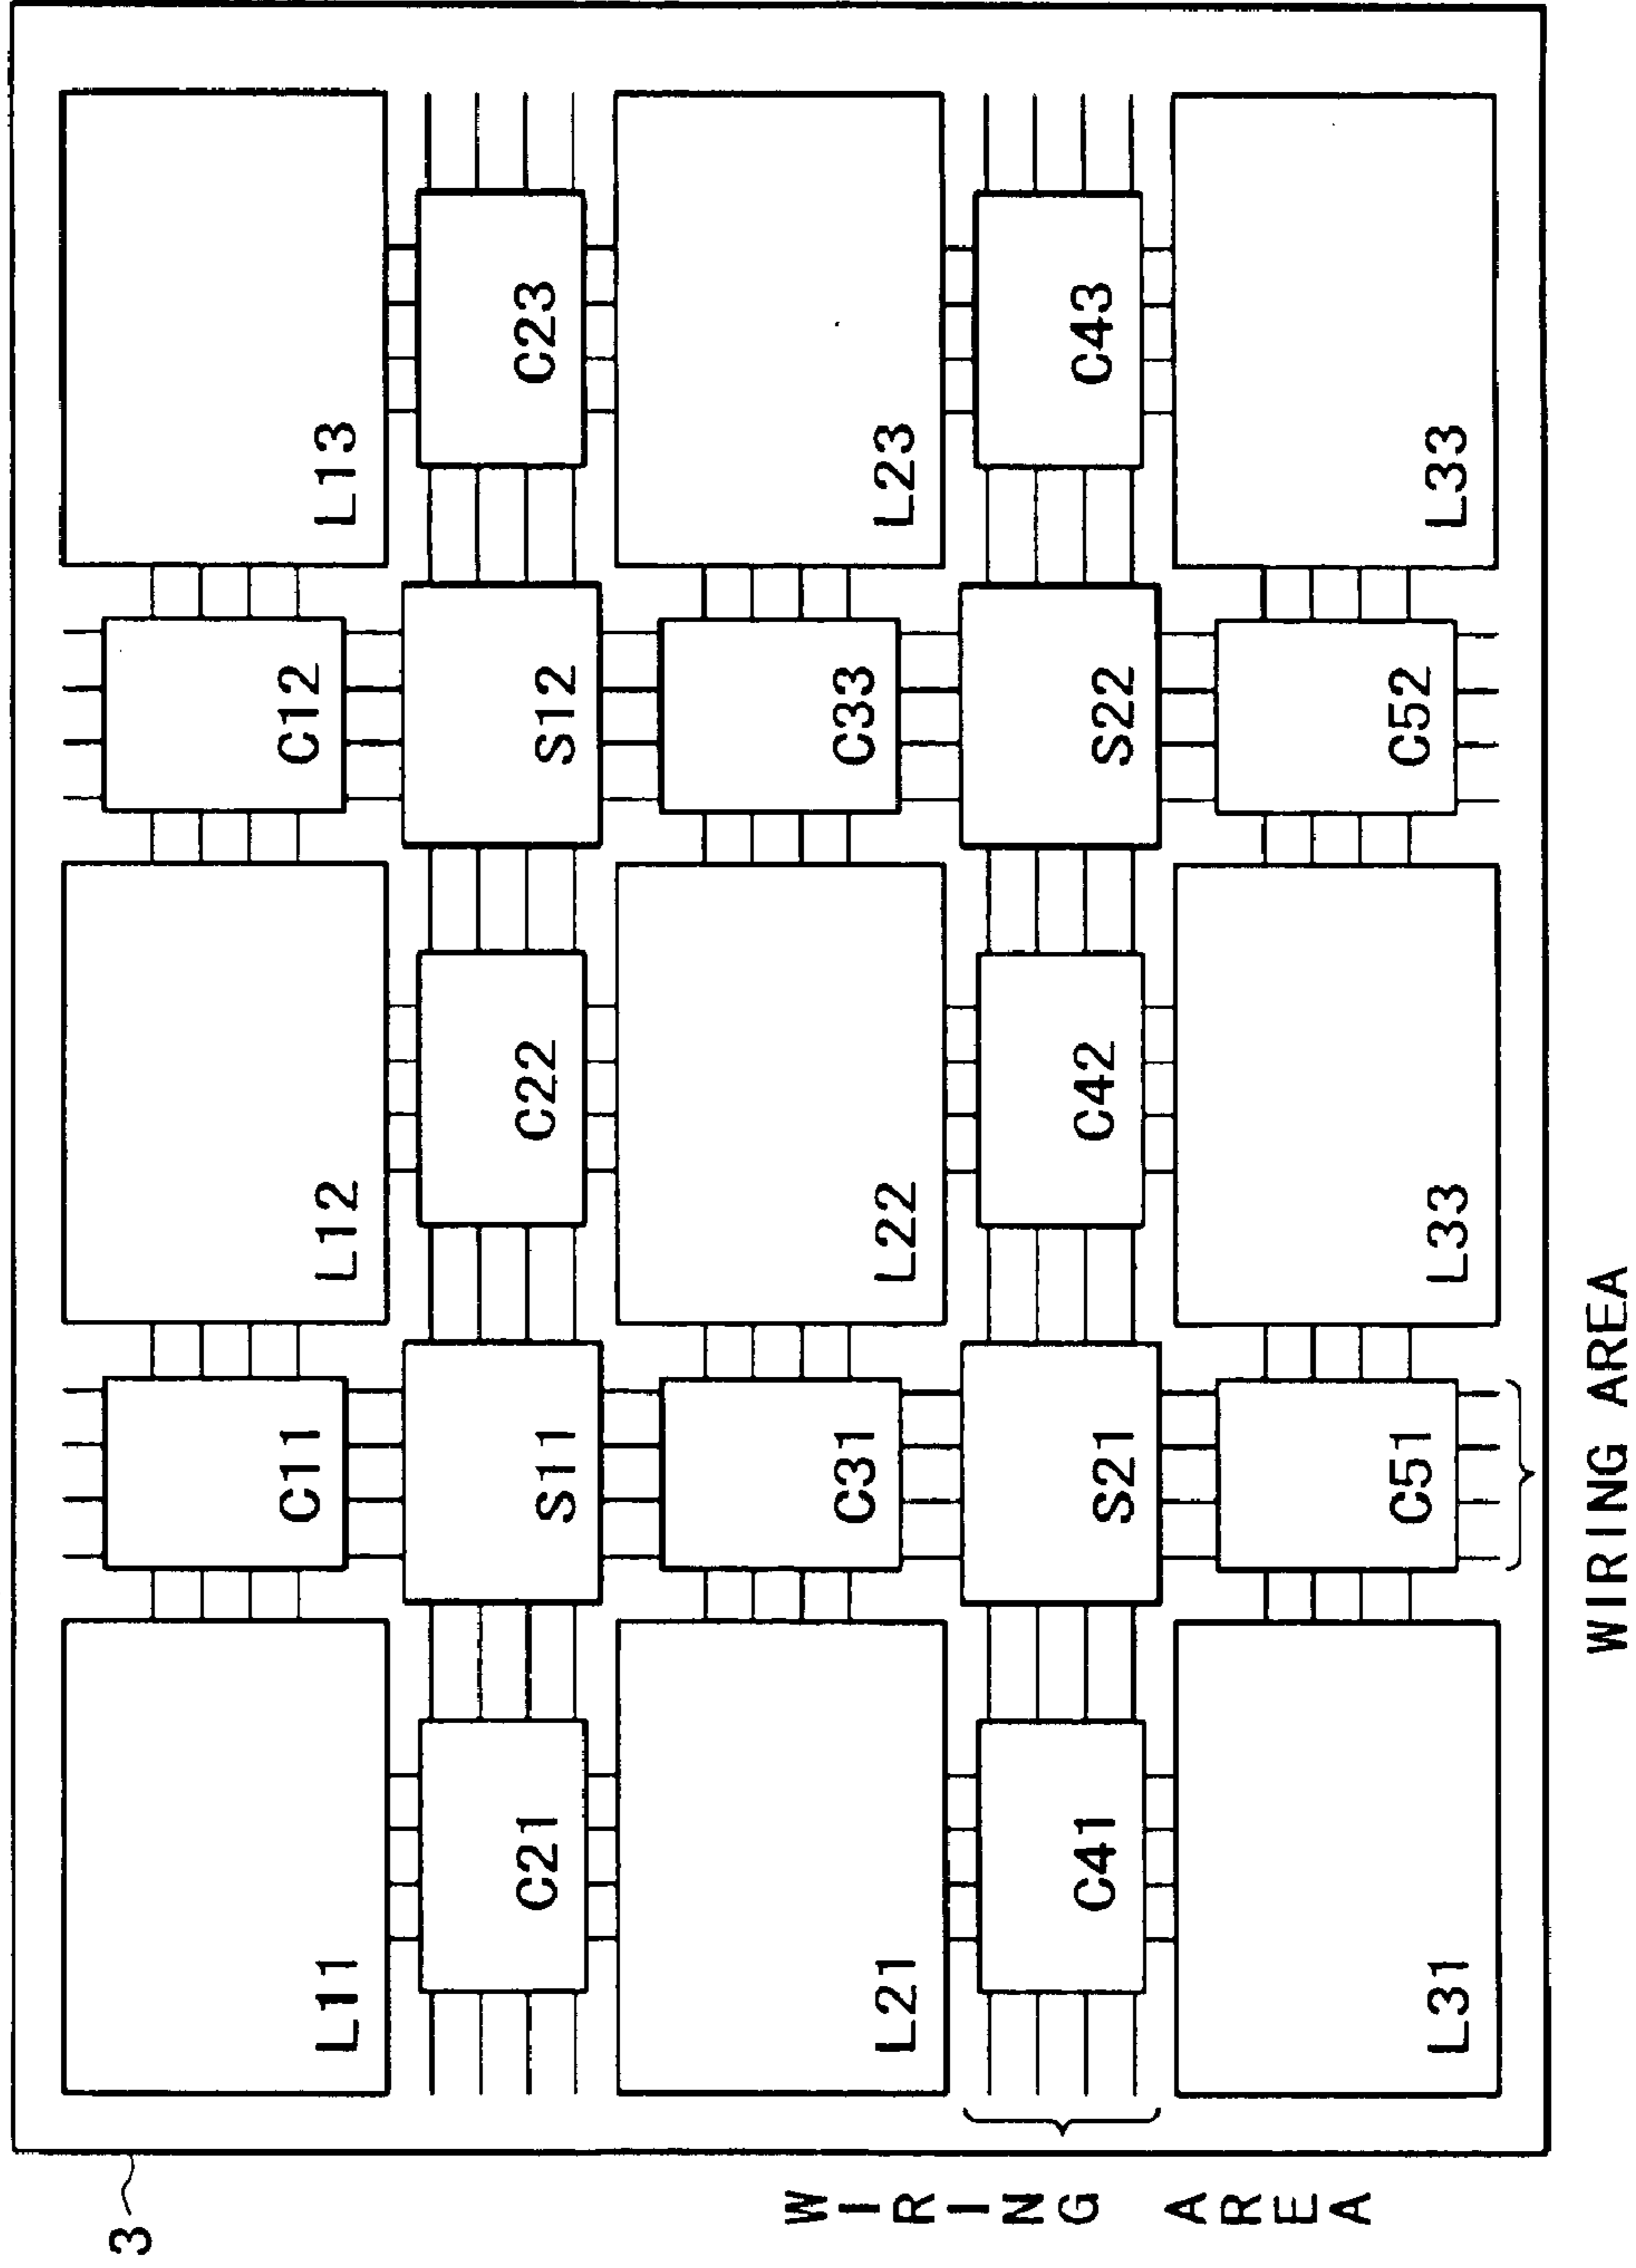 3
L11
C11
L12
C12
L13
C21
S11
C22
S12
C23
L21
C31
L22
C33
L23
C41
S21
C42
S22
C43
L31
C51
L33
C52
L33
WIRING AREA
WIRING AREA